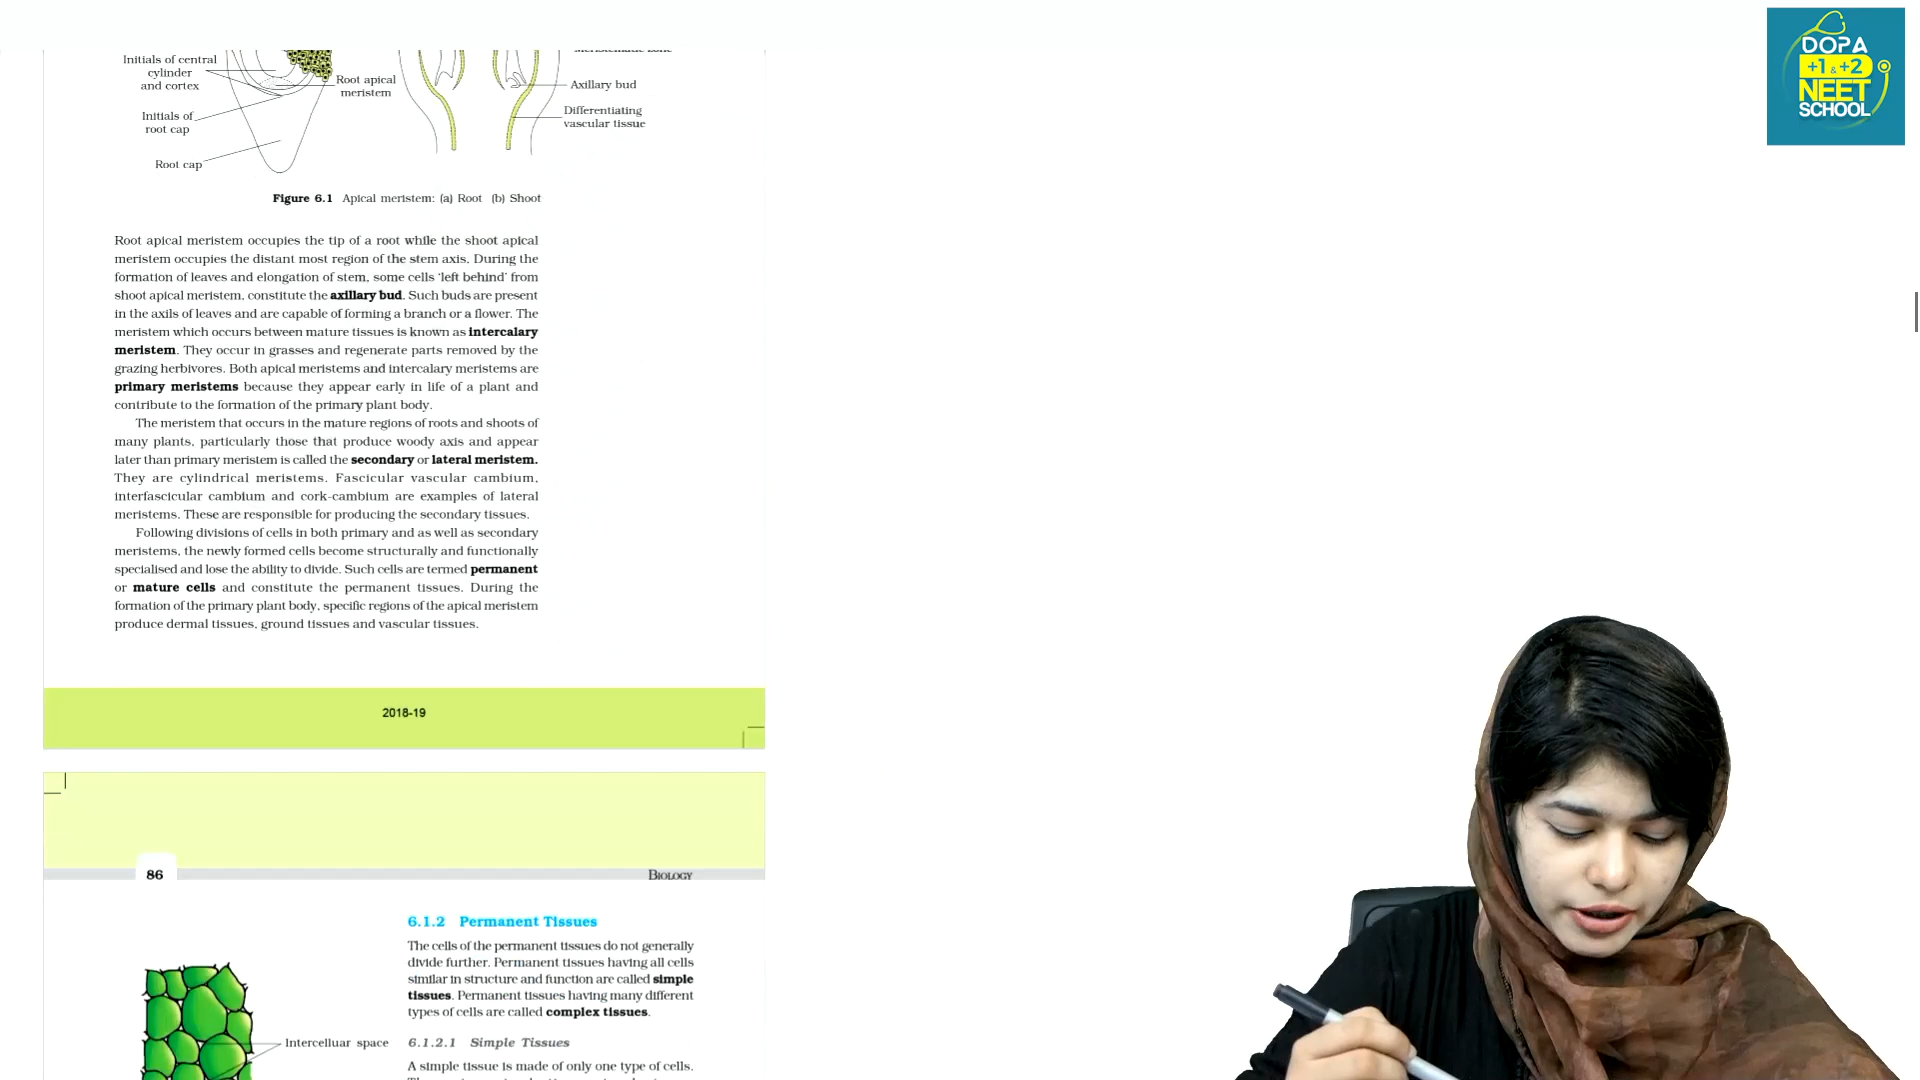 DOPA
+1 & +2
NEET
SCHOOL
Initials of central
cylinder
and cortex
Root apical
meristem
Initials of
root cap
Root cap
Meristematic zone
Axillary bud
Differentiating
vascular tissue
Figure 6.1 Apical meristem: (a) Root (b) Shoot
Root apical meristem occupies the tip of a root while the shoot apical
meristem occupies the distant most region of the stem axis. During the
formation of leaves and elongation of stem, some cells ‘left behind’ from
shoot apical meristem, constitute the axillary bud. Such buds are present
in the axils of leaves and are capable of forming a branch or a flower. The
meristem which occurs between mature tissues is known as intercalary
meristem. They occur in grasses and regenerate parts removed by the
grazing herbivores. Both apical meristems and intercalary meristems are
primary meristems because they appear early in life of a plant and
contribute to the formation of the primary plant body.
The meristem that occurs in the mature regions of roots and shoots of
many plants, particularly those that produce woody axis and appear
later than primary meristem is called the secondary or lateral meristem.
They are cylindrical meristems. Fascicular vascular cambium,
interfascicular cambium and cork-cambium are examples of lateral
meristems. These are responsible for producing the secondary tissues.
Following divisions of cells in both primary and as well as secondary
meristems, the newly formed cells become structurally and functionally
specialised and lose the ability to divide. Such cells are termed permanent
or mature cells and constitute the permanent tissues. During the
formation of the primary plant body, specific regions of the apical meristem
produce dermal tissues, ground tissues and vascular tissues.
2018-19
86
BIOLOGY
6.1.2 Permanent Tissues
The cells of the permanent tissues do not generally
divide further. Permanent tissues having all cells
similar in structure and function are called simple
tissues. Permanent tissues having many different
types of cells are called complex tissues.
Intercelluar space
6.1.2.1 Simple Tissues
A simple tissue is made of only one type of cells.